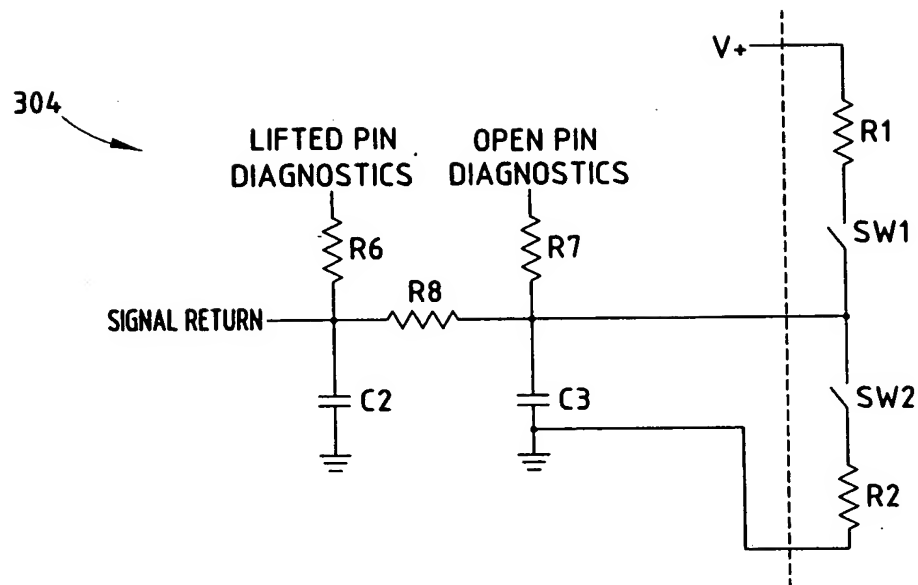 V+
304
R1
LIFTED PIN
DIAGNOSTICS
OPEN PIN
DIAGNOSTICS
SW1
R6
R7
R8
SIGNAL RETURN
C2
C3
SW2
R2